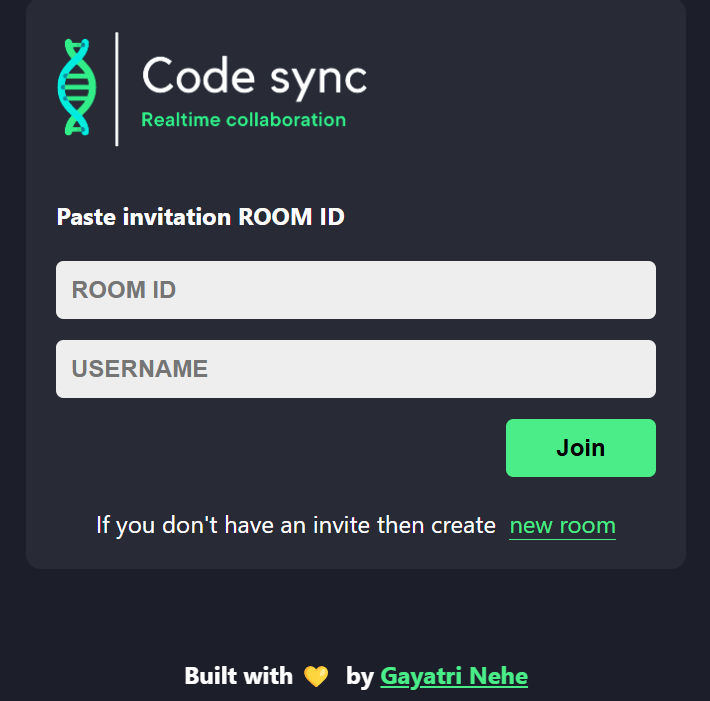 Code sync
Realtime collaboration
Paste invitation ROOM ID
ROOM ID
USERNAME
Join
If you don't have an invite then create new room
Built with 💛 by Gayatri Nehe